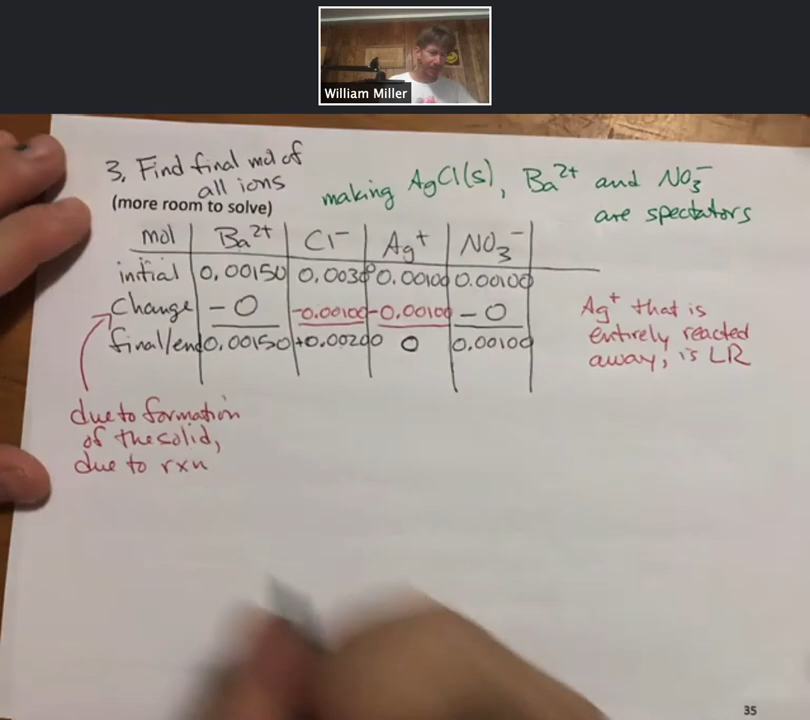 William Miller
3. Find final mol of
all ions
(more room to solve)
making AgCl(s), Ba²⁺ and NO₃⁻
are spectators
mol | Ba²⁺ | Cl⁻ | Ag⁺ | NO₃⁻
initial | 0.00150 | 0.00300 | 0.00100 | 0.00100
Change | - 0 | -0.00100 | -0.00100 | - 0
final/end | 0.00150 | +0.00200 | 0 | 0.00100
Ag⁺ that is
entirely reacted
away, is LR
due to formation
of the solid,
due to rxn
35